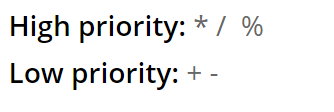 High priority: * / %
Low priority: + -